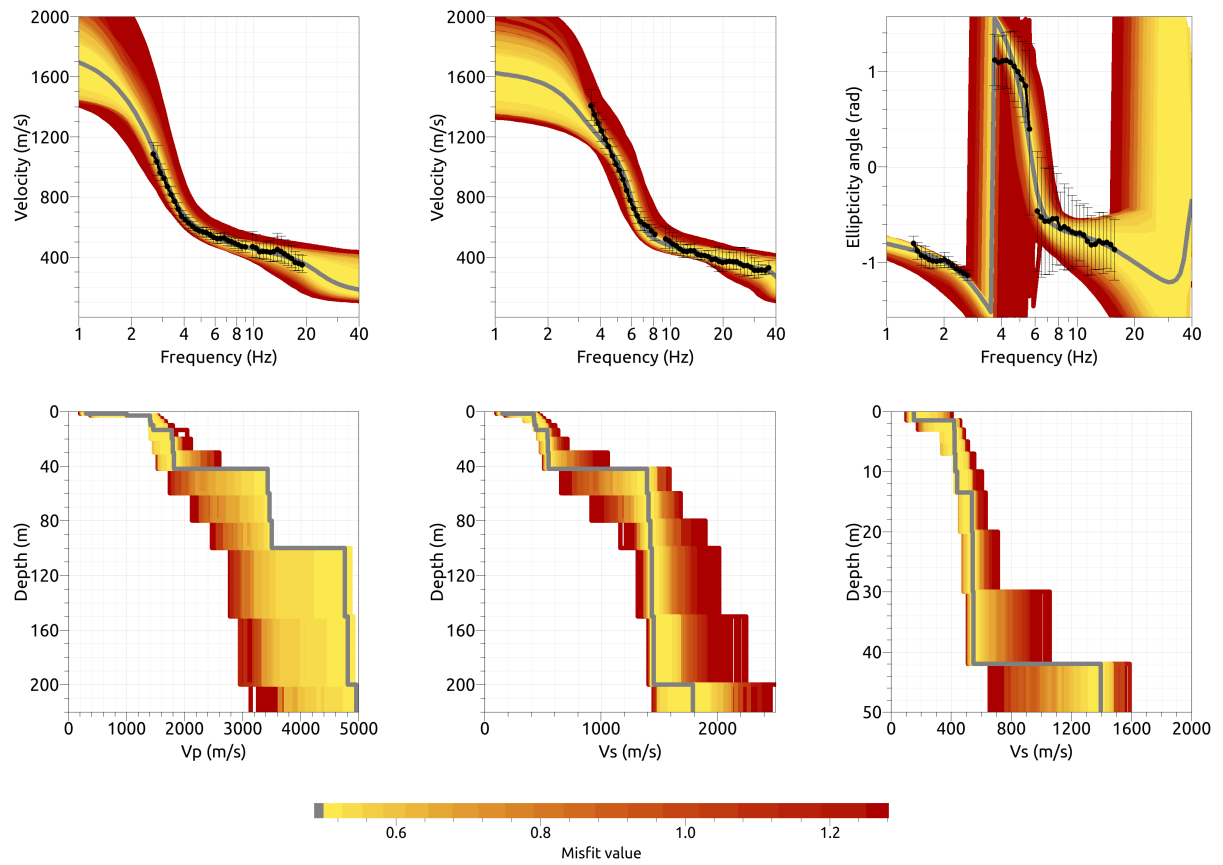 2000
1600
1200
800
400
Velocity (m/s)
1 2 4 6 8 10 20 40
Frequency (Hz)
2000
1600
1200
800
400
Velocity (m/s)
1 2 4 6 8 10 20 40
Frequency (Hz)
1
0
-1
Ellipticity angle (rad)
1 2 4 6 8 10 20 40
Frequency (Hz)
0
40
80
120
160
200
Depth (m)
0 1000 2000 3000 4000 5000
Vp (m/s)
0
40
80
120
160
200
Depth (m)
0 1000 2000
Vs (m/s)
0
10
20
30
40
50
Depth (m)
0 400 800 1200 1600 2000
Vs (m/s)
0.6 0.8 1.0 1.2
Misfit value